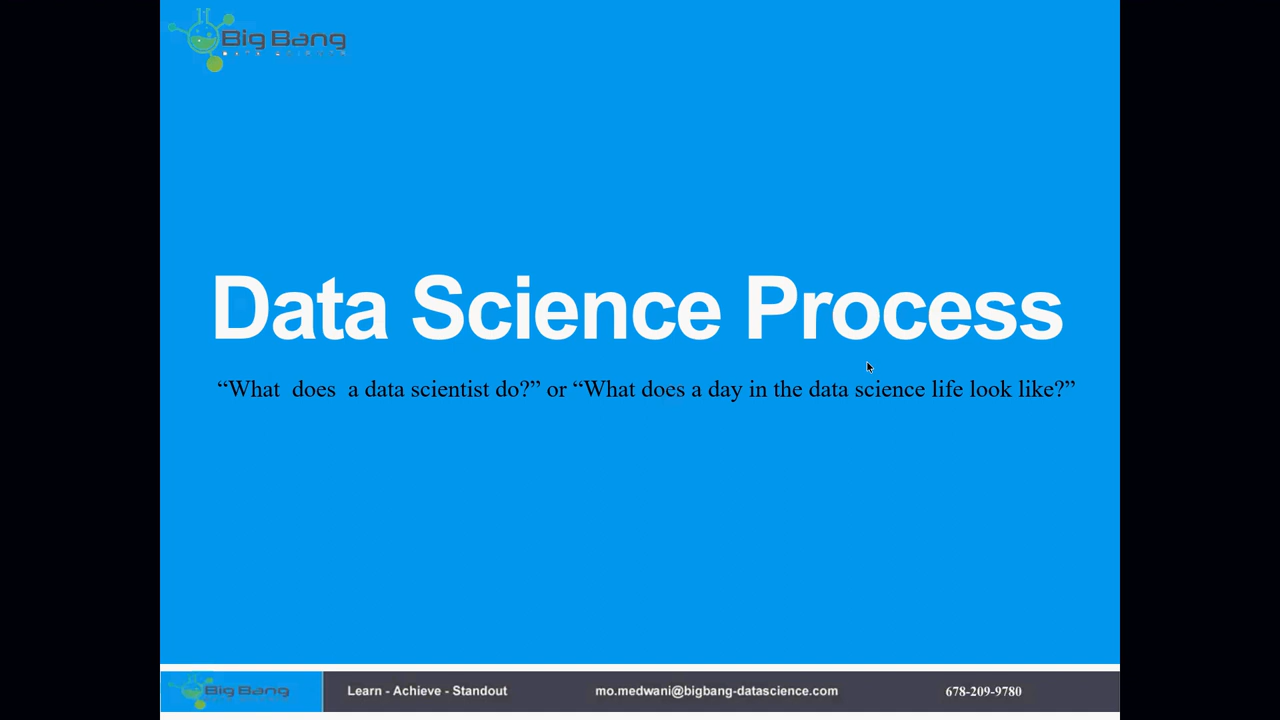 Big Bang
Data Science Process
“What does a data scientist do?” or “What does a day in the data science life look like?”
Big Bang
Learn - Achieve - Standout
mo.medwani@bigbang-datascience.com
678-209-9780